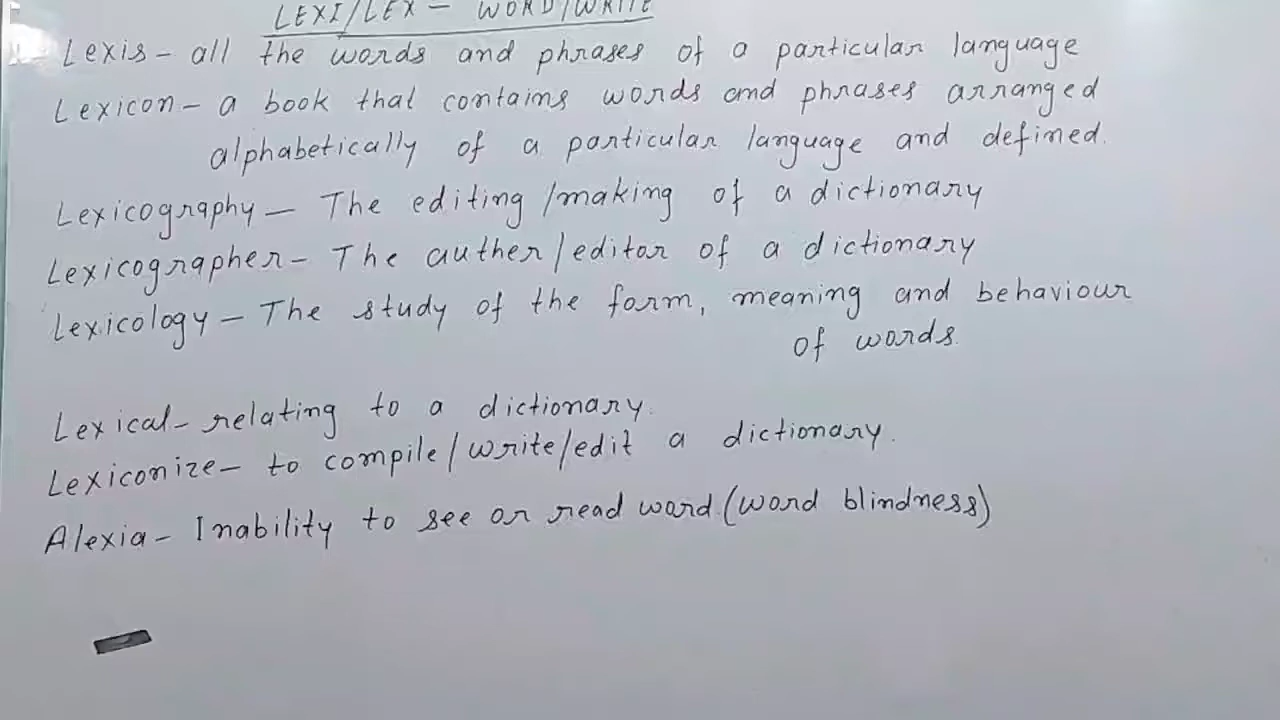 LEXI/LEX - WORD/WRITE
Lexis - all the words and phrases of a particular language
Lexicon - a book that contains words and phrases arranged
alphabetically of a particular language and defined.
Lexicography - The editing /making of a dictionary
Lexicographer - The auther/editor of a dictionary
Lexicology - The study of the form, meaning and behaviour
of words.
Lexical - relating to a dictionary.
Lexiconize - to compile/write/edit a dictionary.
Alexia - Inability to see or read word.(word blindness)